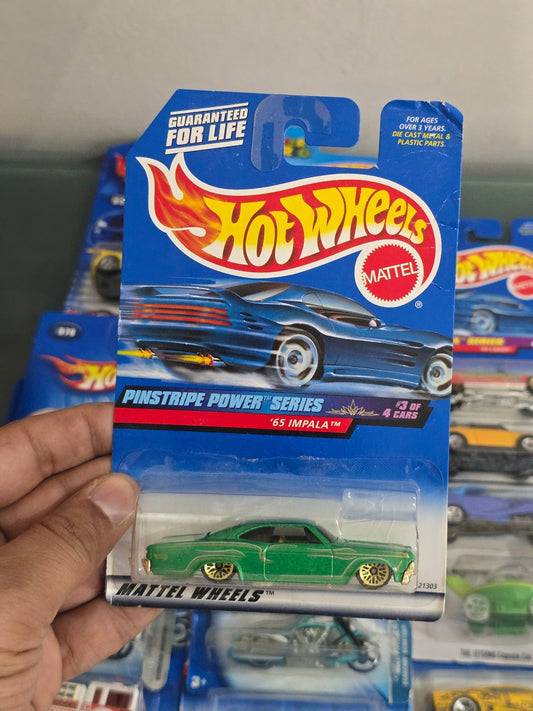 GUARANTEED
FOR LIFE
FOR AGES
OVER 3 YEARS.
DIE CAST METAL &
PLASTIC PARTS.
HOT WHEELS
MATTEL
®
PINSTRIPE POWER™ SERIES
#3 OF
4 CARS
'65 IMPALA™
MATTEL WHEELS™
21303